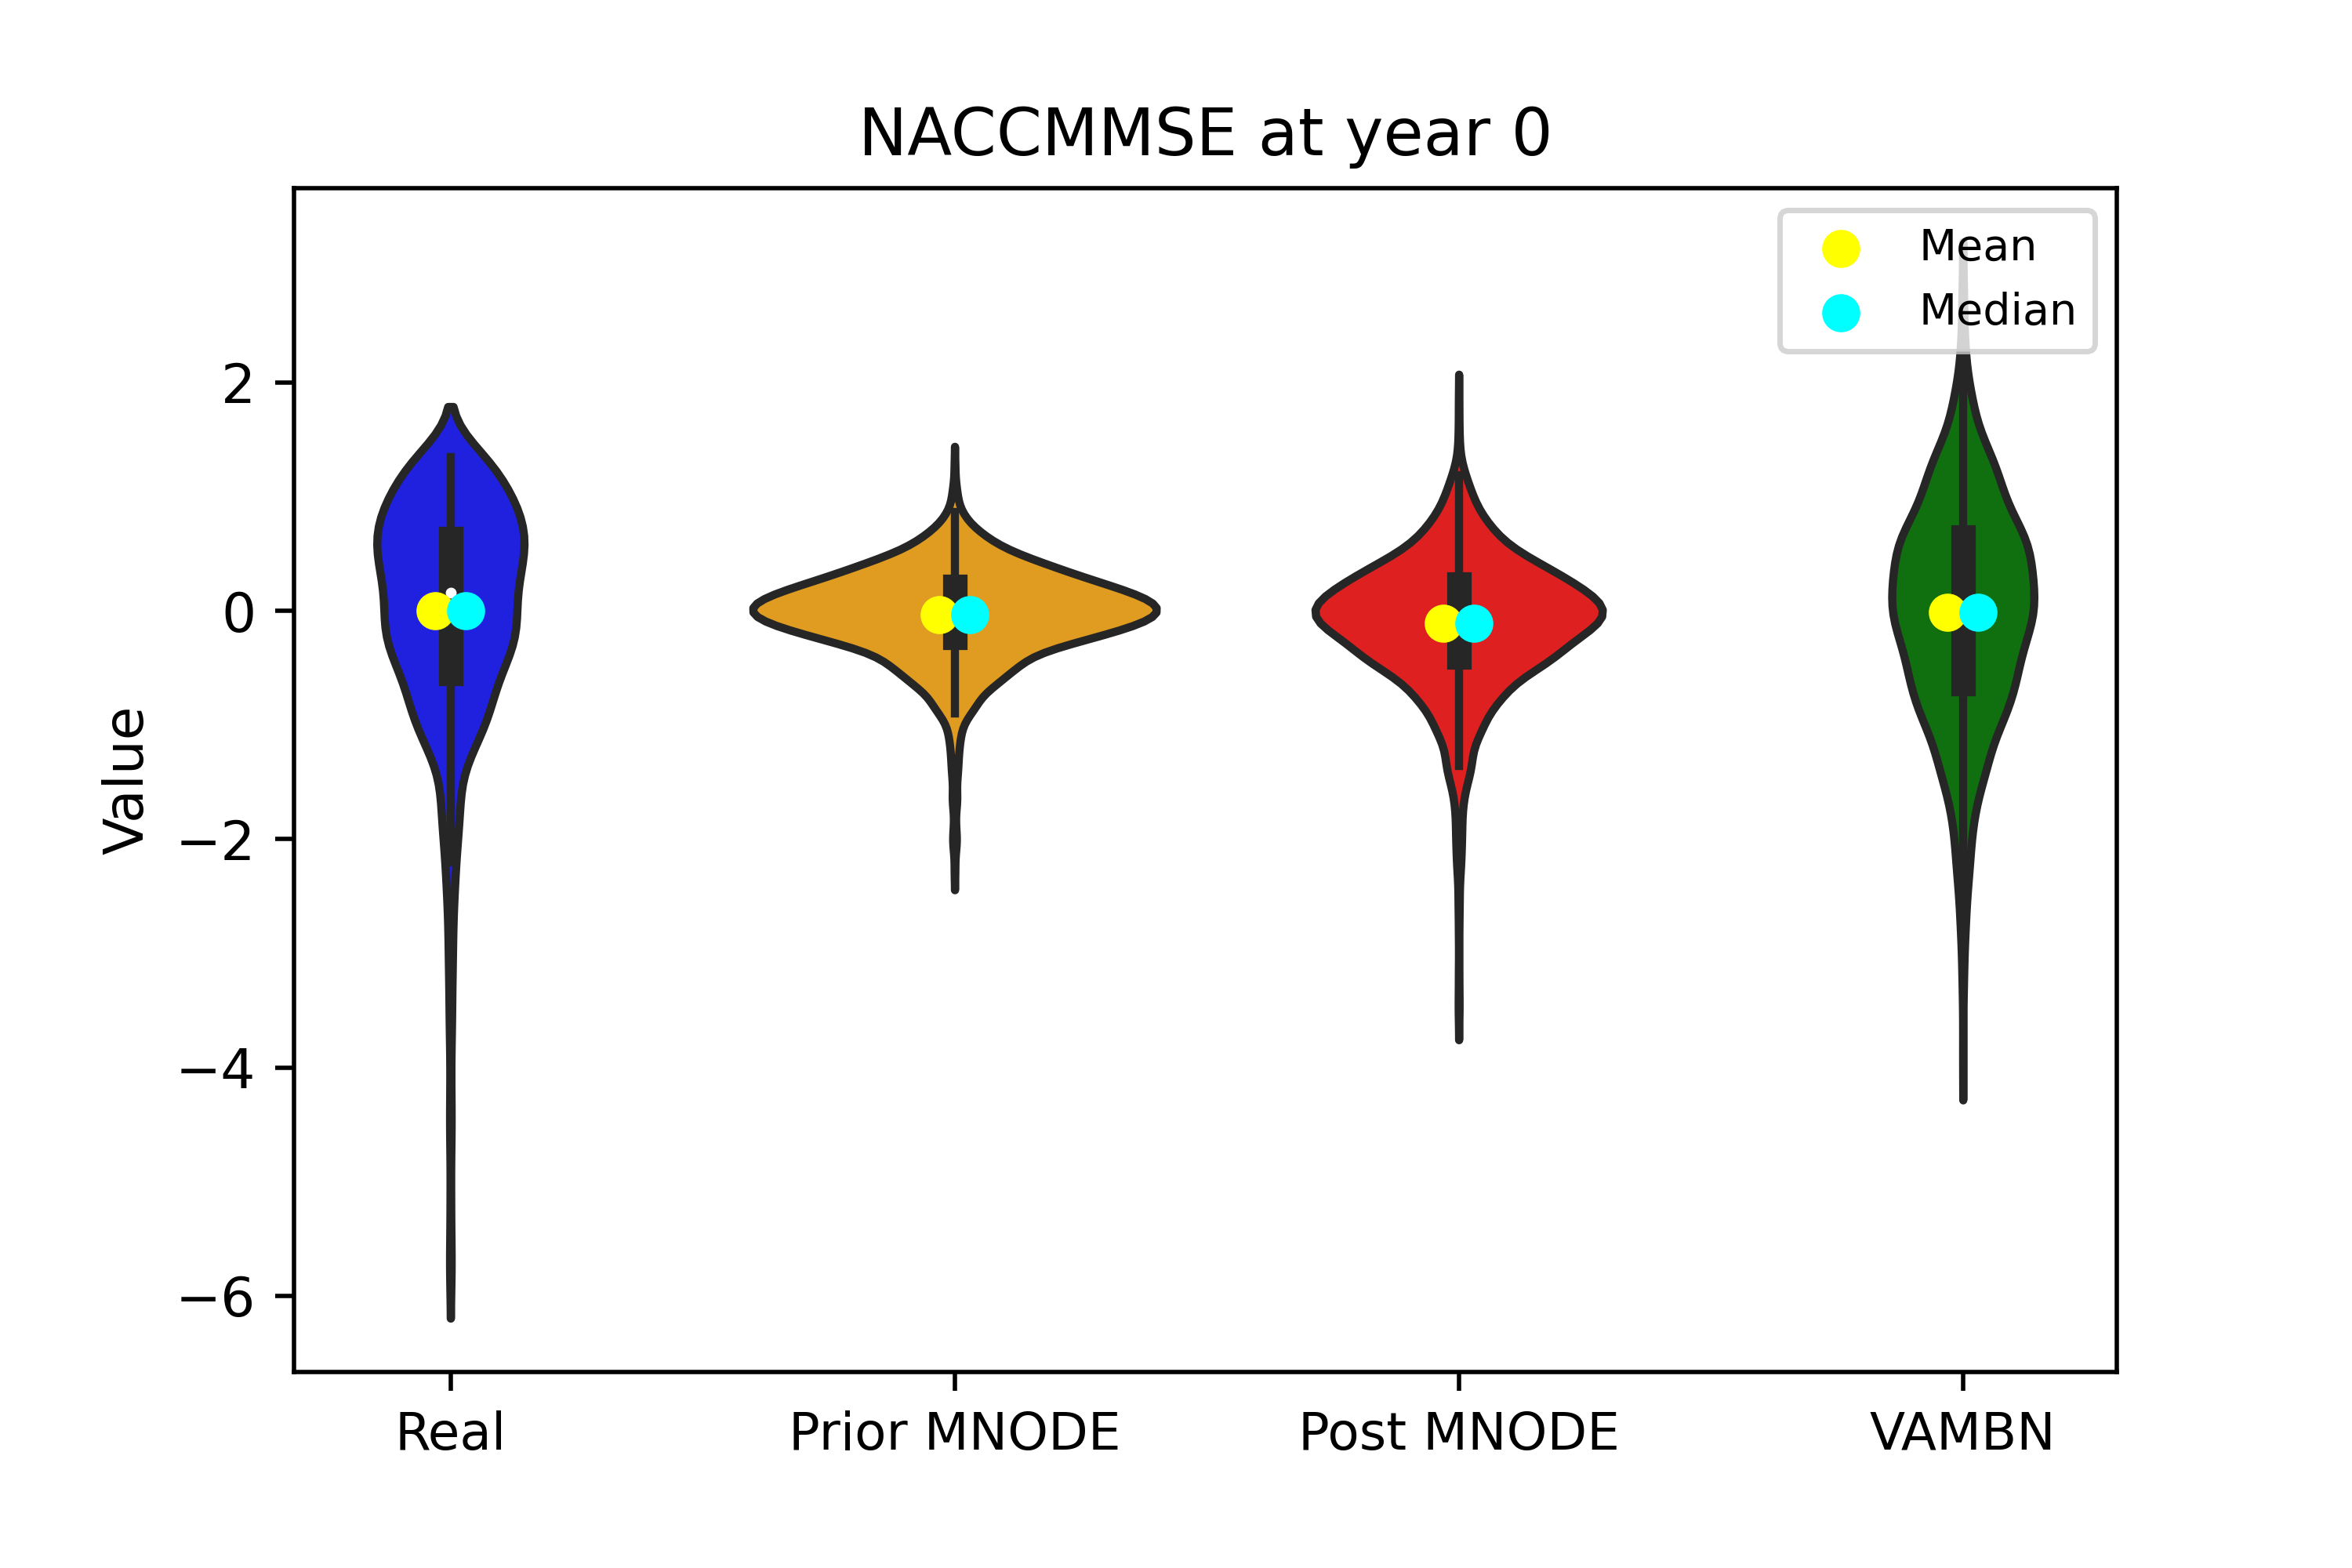 NACCMMSE at year 0
Mean
Median
Value
2
0
−2
−4
−6
Real
Prior MNODE
Post MNODE
VAMBN